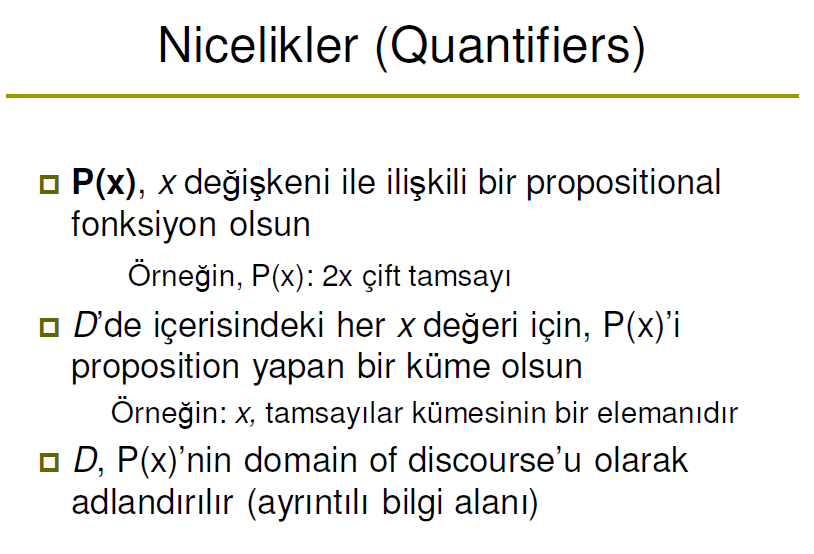 Nicelikler (Quantifiers)
P(x), x değişkeni ile ilişkili bir propositional
fonksiyon olsun
Örneğin, P(x): 2x çift tamsayı
D’de içerisindeki her x değeri için, P(x)’i
proposition yapan bir küme olsun
Örneğin: x, tamsayılar kümesinin bir elemanıdır
D, P(x)’nin domain of discourse’u olarak
adlandırılır (ayrıntılı bilgi alanı)